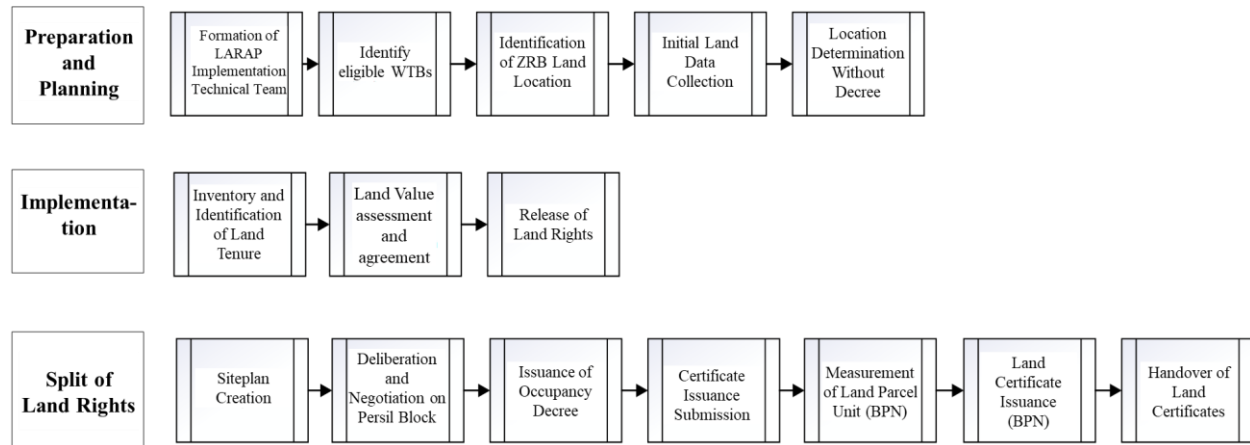 Preparation
and
Planning
Formation of
LARAP
Implementation
Technical Team
Identify
eligible WTBs
Identification
of ZRB Land
Location
Initial Land
Data
Collection
Location
Determination
Without
Decree
Implementa-
tion
Inventory and
Identification
of Land
Tenure
Land Value
assessment
and
agreement
Release of
Land Rights
Split of
Land Rights
Siteplan
Creation
Deliberation
and
Negotiation on
Persil Block
Issuance of
Occupancy
Decree
Certificate
Issuance
Submission
Measurement
of Land Parcel
Unit (BPN)
Land
Certificate
Issuance
(BPN)
Handover of
Land
Certificates